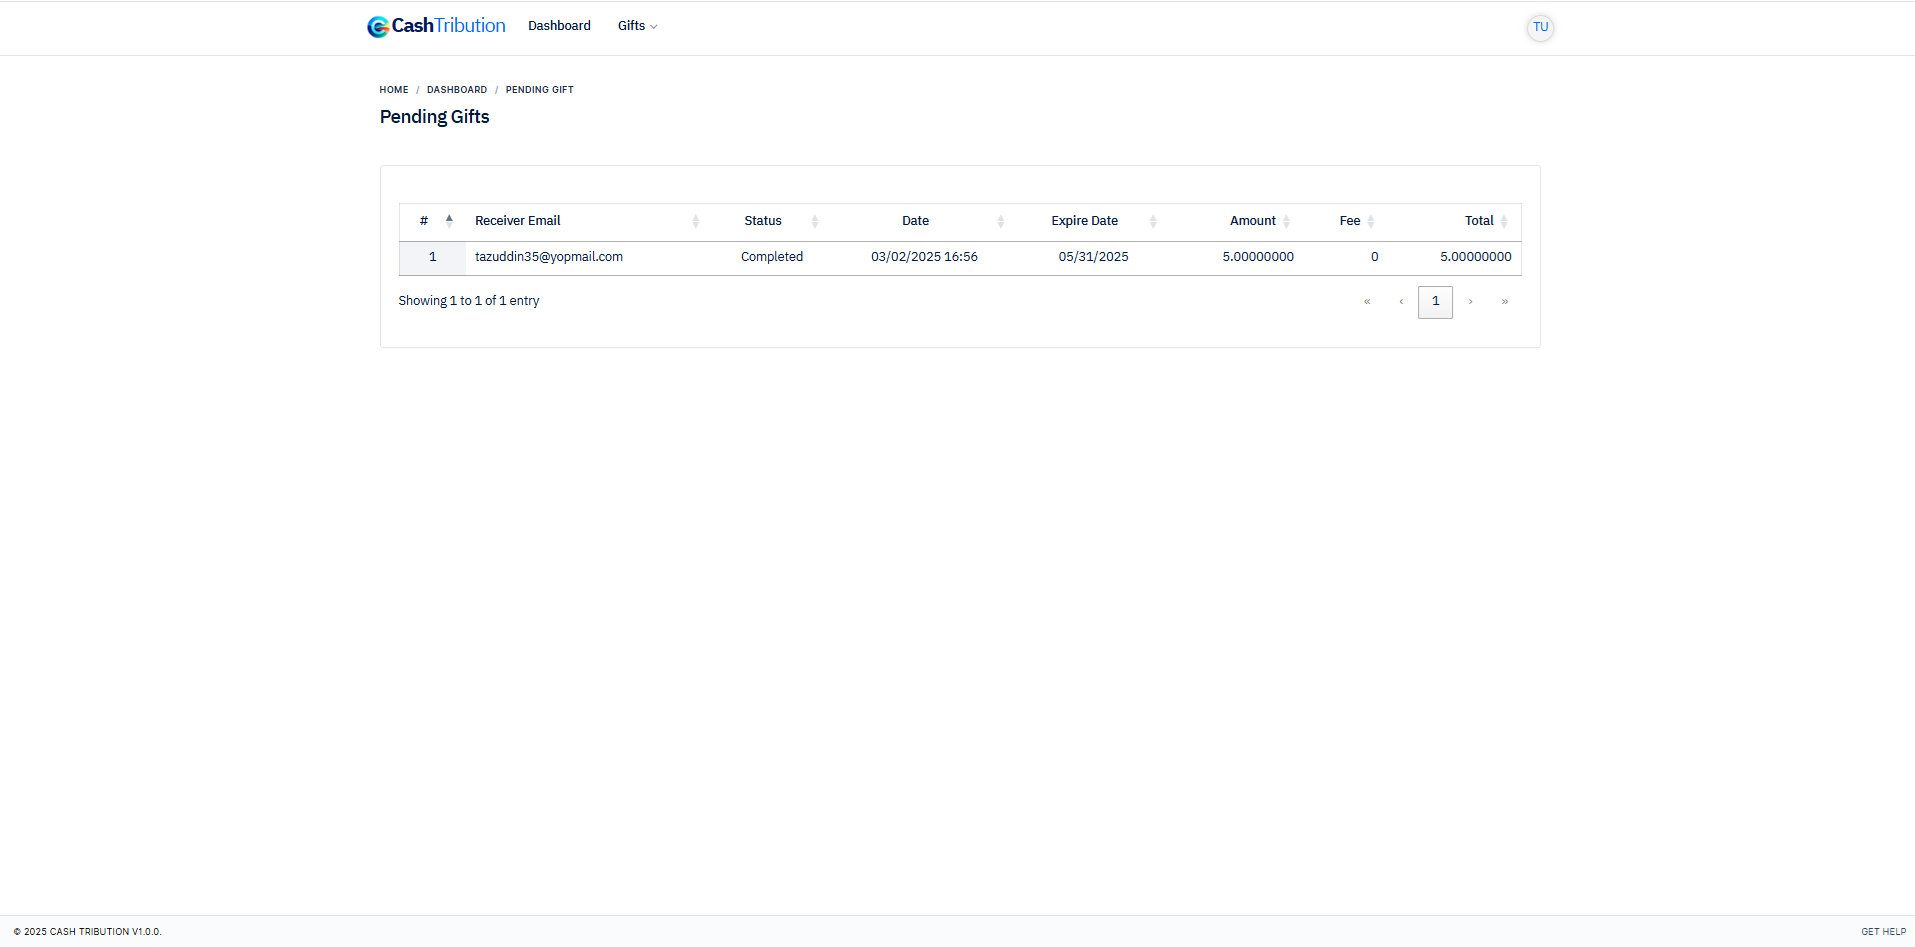 CashTribution Dashboard Gifts TU
HOME / DASHBOARD / PENDING GIFT
Pending Gifts
# Receiver Email Status Date Expire Date Amount Fee Total
1 tazuddin35@yopmail.com Completed 03/02/2025 16:56 05/31/2025 5.00000000 0 5.00000000
Showing 1 to 1 of 1 entry « ‹ 1 › »
© 2025 CASH TRIBUTION V1.0.0. GET HELP